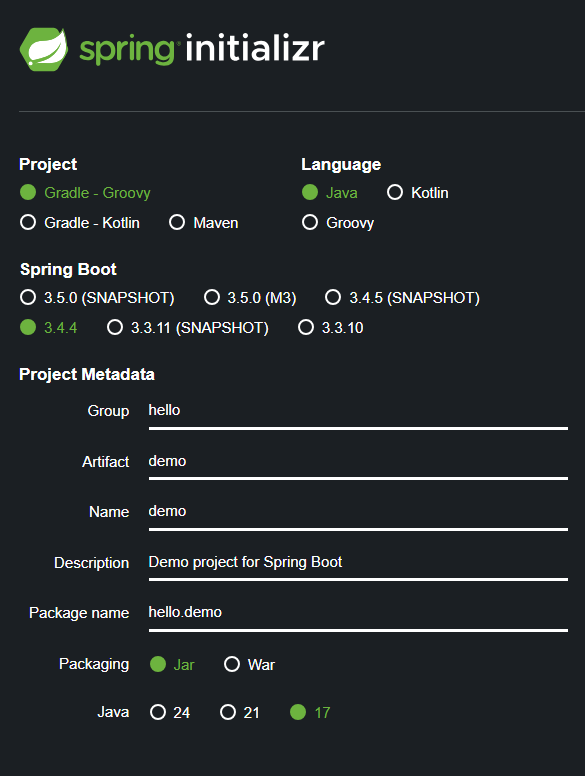 spring initializr
Project
Language
Gradle - Groovy
Java
Kotlin
Gradle - Kotlin
Maven
Groovy
Spring Boot
3.5.0 (SNAPSHOT)
3.5.0 (M3)
3.4.5 (SNAPSHOT)
3.4.4
3.3.11 (SNAPSHOT)
3.3.10
Project Metadata
Group
hello
Artifact
demo
Name
demo
Description
Demo project for Spring Boot
Package name
hello.demo
Packaging
Jar
War
Java
24
21
17